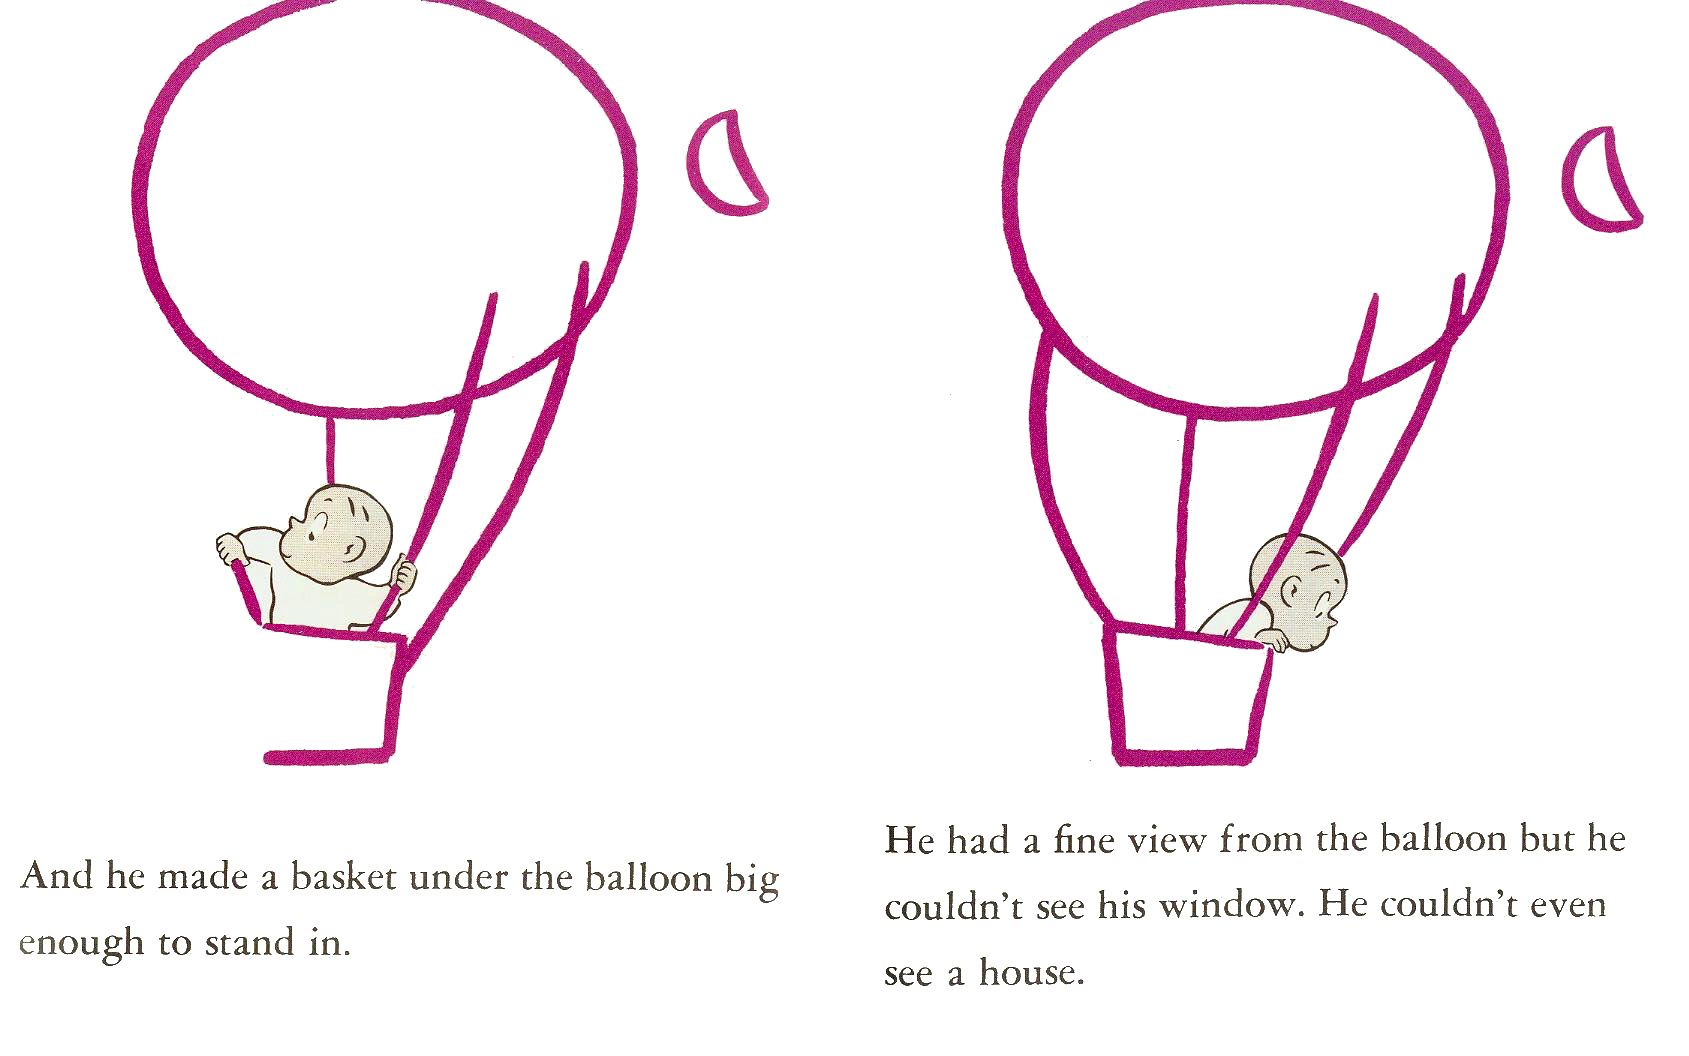 And he made a basket under the balloon big
enough to stand in.
He had a fine view from the balloon but he
couldn't see his window. He couldn't even
see a house.